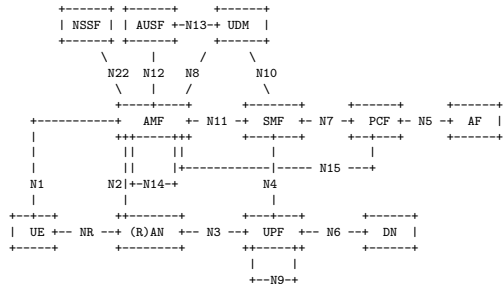 NSSF AUSF N13 UDM
N22 N12 N8 N10
AMF N11 SMF N7 PCF N5 AF
N15
N1 N2 N14 N4
UE NR (R)AN N3 UPF N6 DN
N9